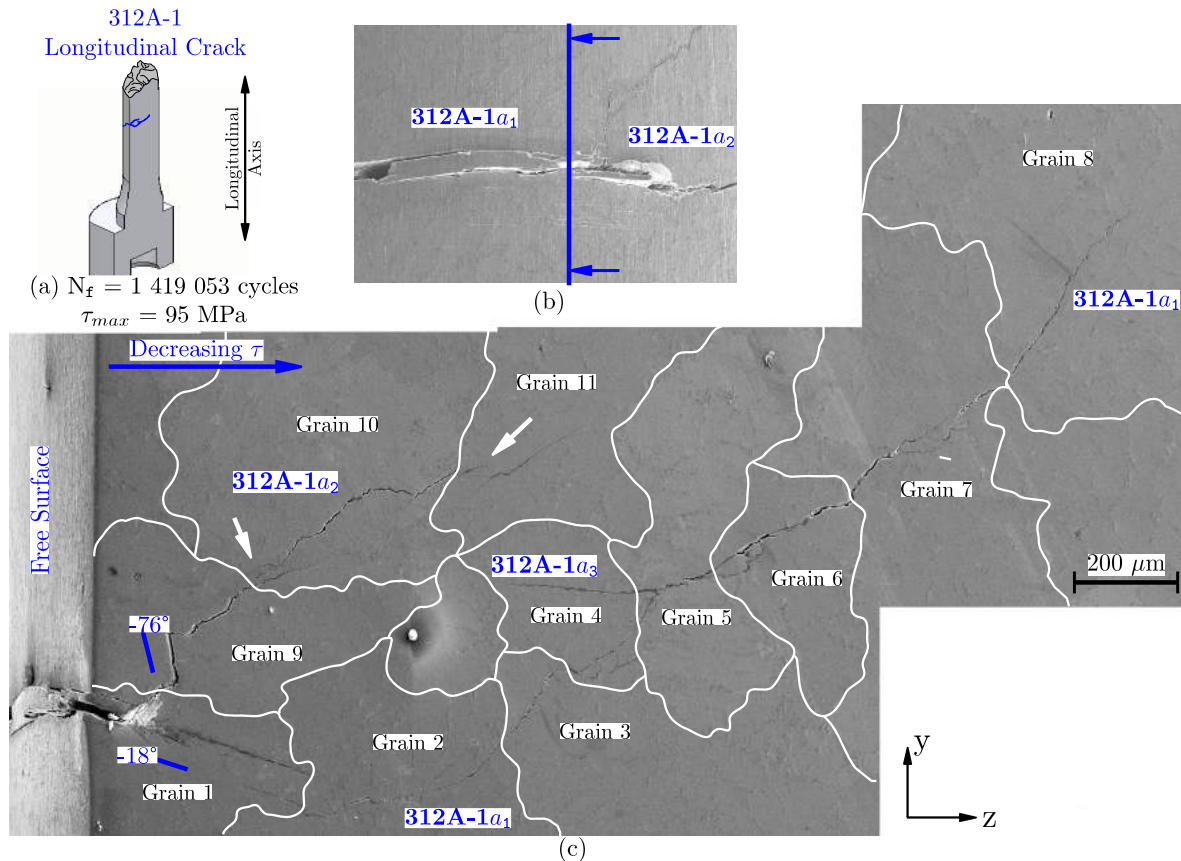 312A-1
Longitudinal Crack
Longitudinal
Axis
(a) N_f = 1 419 053 cycles
τ_max = 95 MPa
312A-1a₁
312A-1a₂
(b)
Grain 8
312A-1a₁
Decreasing τ
Grain 11
Grain 10
312A-1a₂
Free Surface
Grain 7
312A-1a₃
Grain 6
200 μm
Grain 4
Grain 5
-76°
Grain 9
Grain 3
Grain 2
-18°
Grain 1
312A-1a₁
y
z
(c)